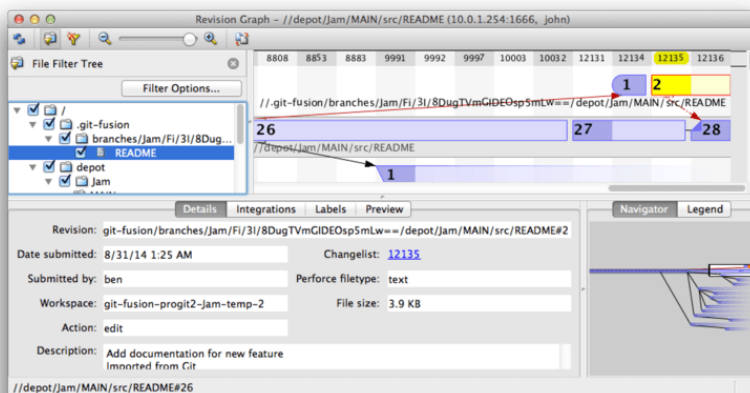 Revision Graph - //depot/Jam/MAIN/src/README (10.0.1.254:1666, john)
File Filter Tree
Filter Options...
/
.git-fusion
branches/Jam/Fi/3I/8Dug...
README
depot
Jam
8808 8853 8383 9991 9992 9997 10003 10032 12131 12134 12135 12136
1 2
//.git-fusion/branches/Jam/Fi/3I/8DugTVmGIDEOsp5mLw==/depot/Jam/MAIN/src/README
26 27 28
//depot/Jam/MAIN/src/README
1
Details Integrations Labels Preview
Revision: git-fusion/branches/Jam/Fi/3I/8DugTVmGIDEOsp5mLw==/depot/Jam/MAIN/src/README#2
Date submitted: 8/31/14 1:25 AM Changelist: 12135
Submitted by: ben Perforce filetype: text
Workspace: git-fusion-progit2-Jam-temp-2 File size: 3.9 KB
Action: edit
Description: Add documentation for new feature
Imported from Git
Navigator Legend
//depot/Jam/MAIN/src/README#26